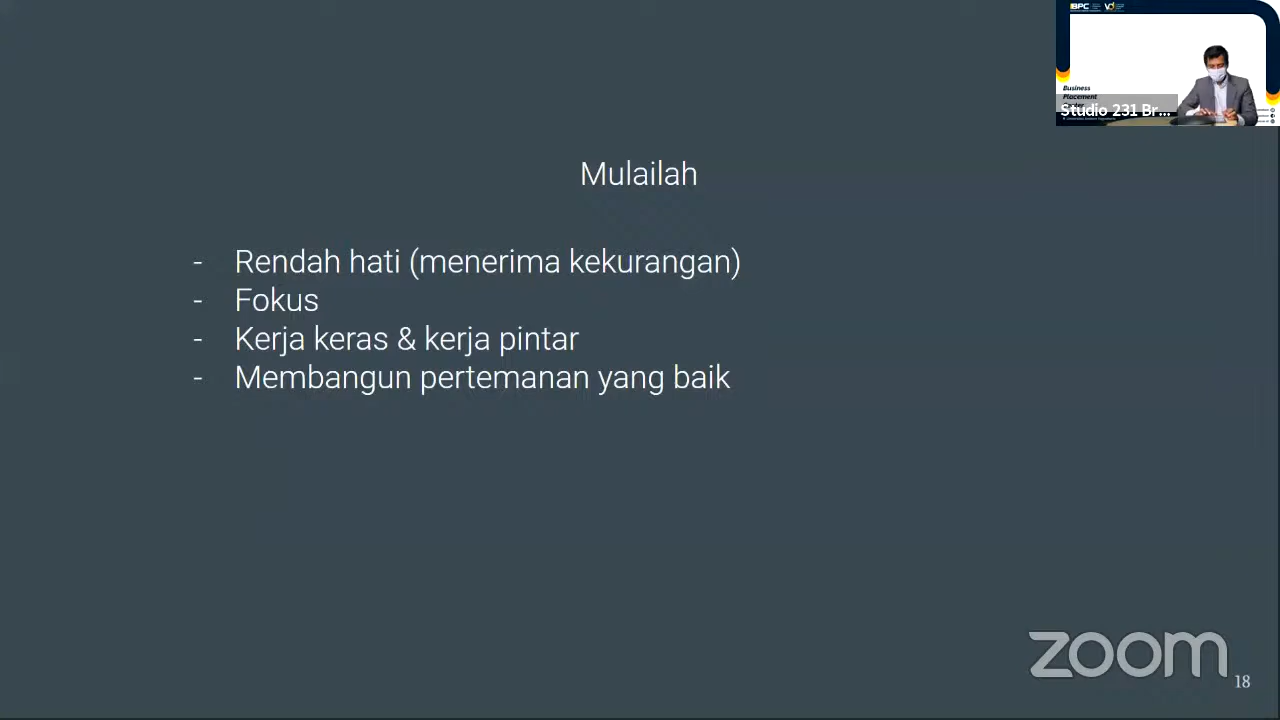 BPC
Business
Placement
Studio 231 Br...
Mulailah
- Rendah hati (menerima kekurangan)
- Fokus
- Kerja keras & kerja pintar
- Membangun pertemanan yang baik
zoom
18